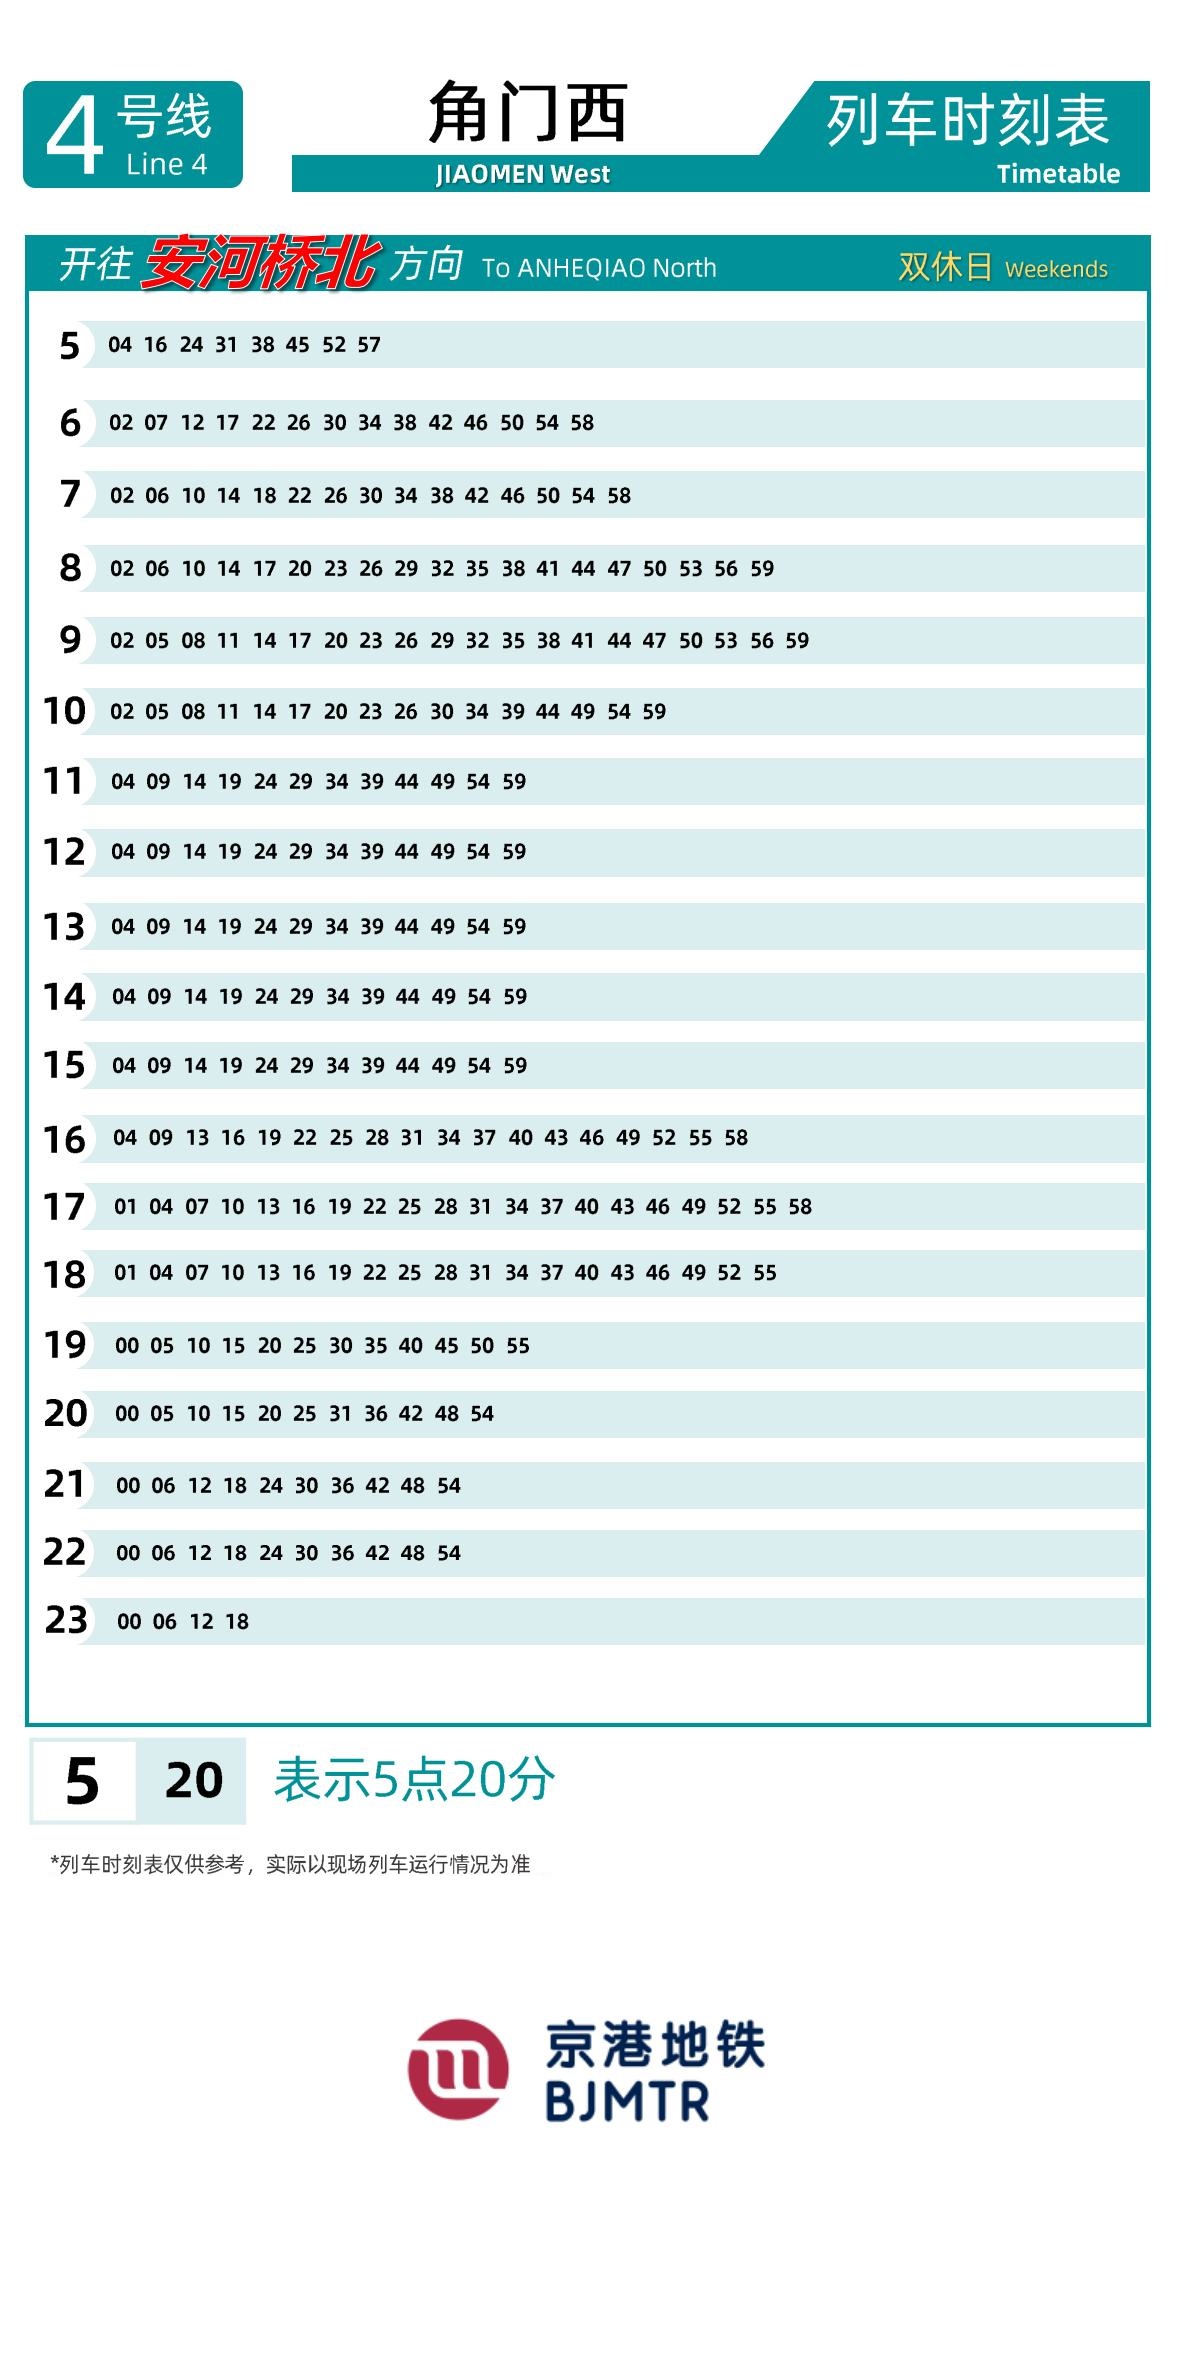 4 号线
Line 4
角门西
JIAOMEN West
列车时刻表
Timetable
开往 安河桥北 方向 To ANHEQIAO North 双休日 Weekends
5 04 16 24 31 38 45 52 57
6 02 07 12 17 22 26 30 34 38 42 46 50 54 58
7 02 06 10 14 18 22 26 30 34 38 42 46 50 54 58
8 02 06 10 14 17 20 23 26 29 32 35 38 41 44 47 50 53 56 59
9 02 05 08 11 14 17 20 23 26 29 32 35 38 41 44 47 50 53 56 59
10 02 05 08 11 14 17 20 23 26 30 34 39 44 49 54 59
11 04 09 14 19 24 29 34 39 44 49 54 59
12 04 09 14 19 24 29 34 39 44 49 54 59
13 04 09 14 19 24 29 34 39 44 49 54 59
14 04 09 14 19 24 29 34 39 44 49 54 59
15 04 09 14 19 24 29 34 39 44 49 54 59
16 04 09 13 16 19 22 25 28 31 34 37 40 43 46 49 52 55 58
17 01 04 07 10 13 16 19 22 25 28 31 34 37 40 43 46 49 52 55 58
18 01 04 07 10 13 16 19 22 25 28 31 34 37 40 43 46 49 52 55
19 00 05 10 15 20 25 30 35 40 45 50 55
20 00 05 10 15 20 25 31 36 42 48 54
21 00 06 12 18 24 30 36 42 48 54
22 00 06 12 18 24 30 36 42 48 54
23 00 06 12 18
5 20 表示5点20分
*列车时刻表仅供参考，实际以现场列车运行情况为准
京港地铁
BJMTR